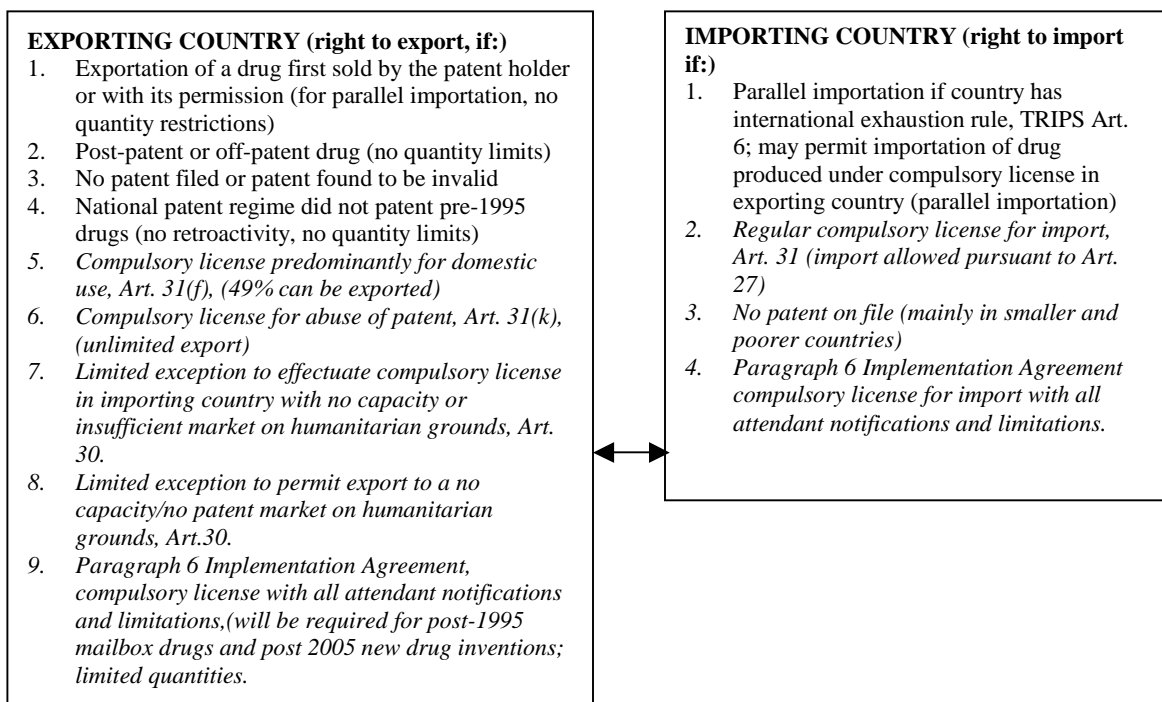 EXPORTING COUNTRY (right to export, if:)
1. Exportation of a drug first sold by the patent holder
or with its permission (for parallel importation, no
quantity restrictions)
2. Post-patent or off-patent drug (no quantity limits)
3. No patent filed or patent found to be invalid
4. National patent regime did not patent pre-1995
drugs (no retroactivity, no quantity limits)
5. Compulsory license predominantly for domestic
use, Art. 31(f), (49% can be exported)
6. Compulsory license for abuse of patent, Art. 31(k),
(unlimited export)
7. Limited exception to effectuate compulsory license
in importing country with no capacity or
insufficient market on humanitarian grounds, Art.
30.
8. Limited exception to permit export to a no
capacity/no patent market on humanitarian
grounds, Art.30.
9. Paragraph 6 Implementation Agreement,
compulsory license with all attendant notifications
and limitations,(will be required for post-1995
mailbox drugs and post 2005 new drug inventions;
limited quantities.
IMPORTING COUNTRY (right to import
if:)
1. Parallel importation if country has
international exhaustion rule, TRIPS Art.
6; may permit importation of drug
produced under compulsory license in
exporting country (parallel importation)
2. Regular compulsory license for import,
Art. 31 (import allowed pursuant to Art.
27)
3. No patent on file (mainly in smaller and
poorer countries)
4. Paragraph 6 Implementation Agreement
compulsory license for import with all
attendant notifications and limitations.